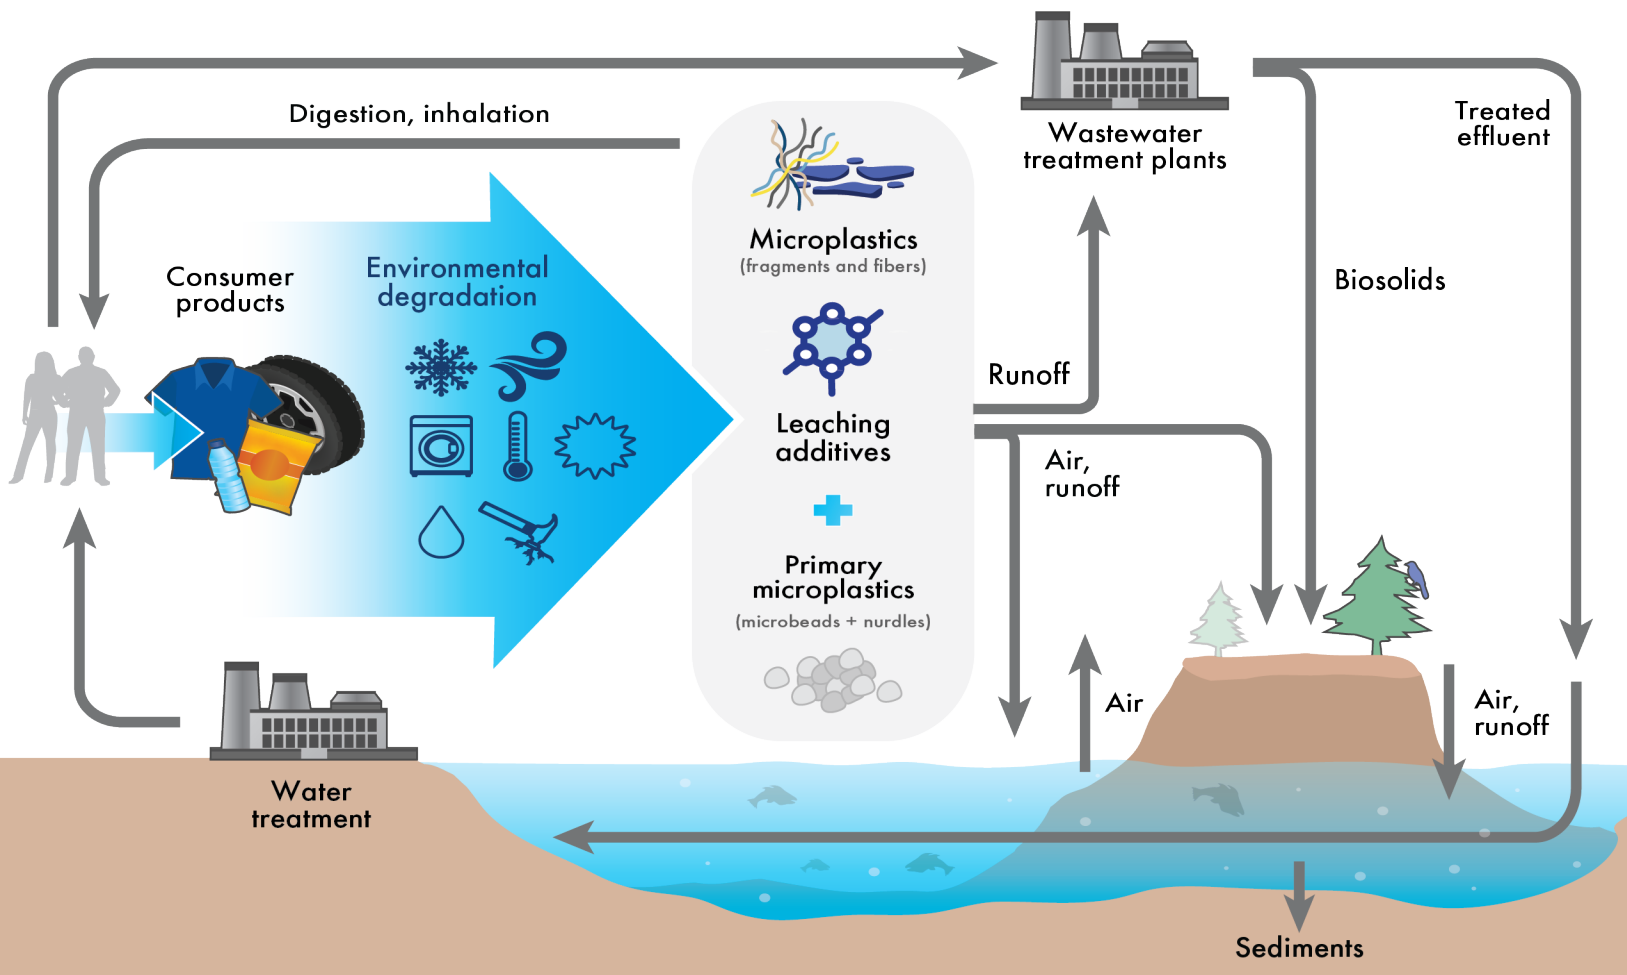 Digestion, inhalation
Wastewater
treatment plants
Treated
effluent
Consumer
products
Environmental
degradation
Microplastics
(fragments and fibers)
Leaching
additives
Primary
microplastics
(microbeads + nurdles)
Runoff
Air,
runoff
Biosolids
Air
Air,
runoff
Water
treatment
Sediments